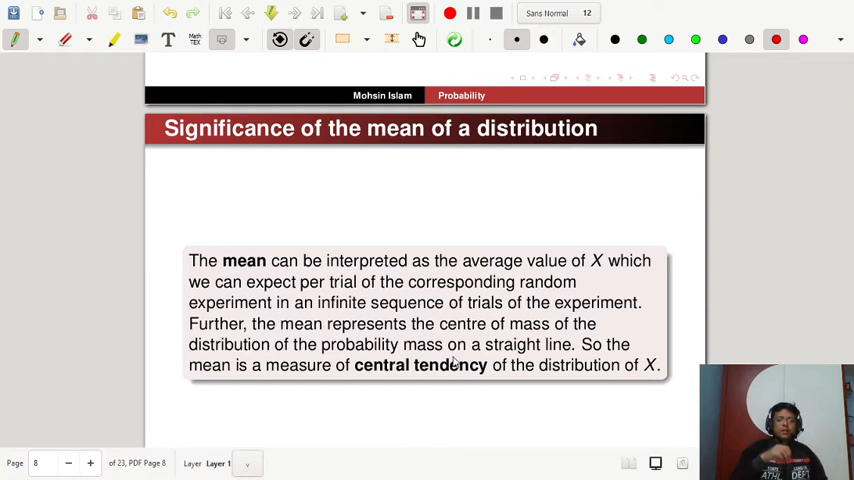 Sans Normal 12
T Math TEX
Mohsin Islam Probability
Significance of the mean of a distribution
The mean can be interpreted as the average value of X which
we can expect per trial of the corresponding random
experiment in an infinite sequence of trials of the experiment.
Further, the mean represents the centre of mass of the
distribution of the probability mass on a straight line. So the
mean is a measure of central tendency of the distribution of X.
ATHL DEPT
Page 8 of 23, PDF Page 8 Layer Layer 1